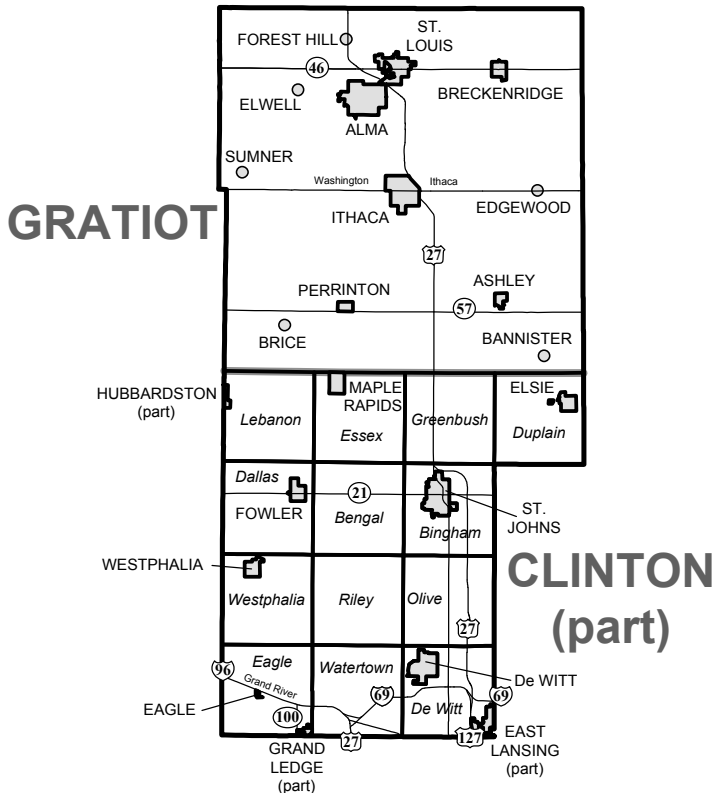 ST.
LOUIS
FOREST HILL
46
ELWELL
BRECKENRIDGE
ALMA
SUMNER
Washington
Ithaca
GRATIOT
ITHACA
EDGEWOOD
27
PERRINTON
ASHLEY
57
BRICE
BANNISTER
HUBBARDSTON
(part)
MAPLE
RAPIDS
ELSIE
Lebanon
Essex
Greenbush
Duplain
Dallas
FOWLER
21
Bengal
Bingham
ST.
JOHNS
WESTPHALIA
CLINTON
(part)
Westphalia
Riley
Olive
27
96
Eagle
Grand River
Watertown
De WITT
69
69
De Witt
EAGLE
100
GRAND
LEDGE
(part)
27
127
EAST
LANSING
(part)